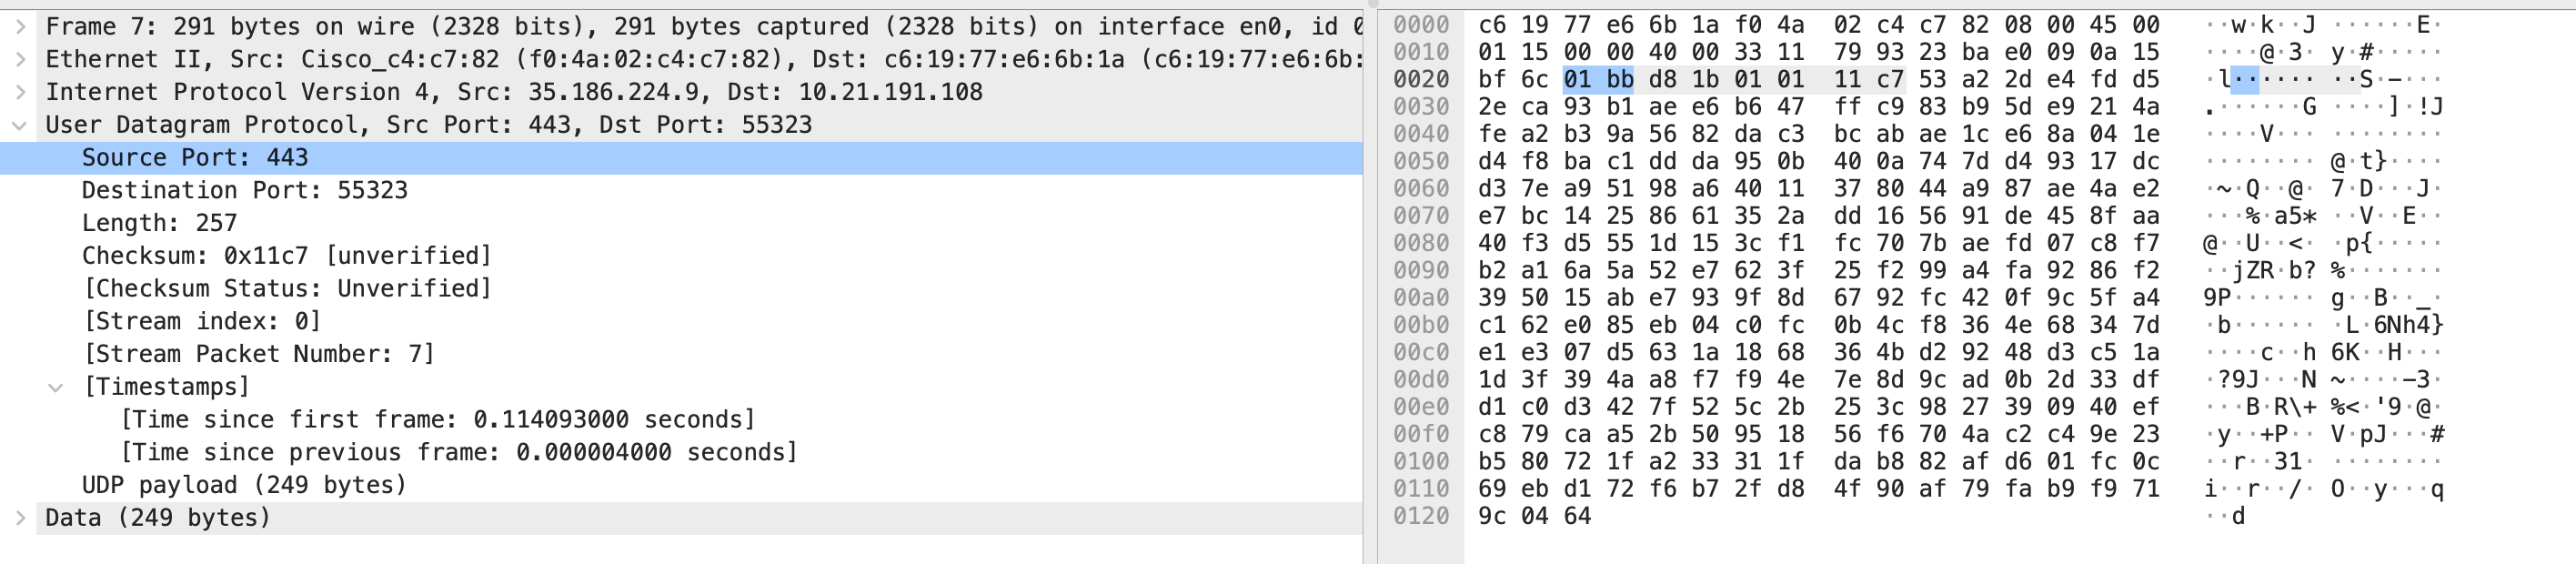 Frame 7: 291 bytes on wire (2328 bits), 291 bytes captured (2328 bits) on interface en0, id 0
Ethernet II, Src: Cisco_c4:c7:82 (f0:4a:02:c4:c7:82), Dst: c6:19:77:e6:6b:1a (c6:19:77:e6:6b:
Internet Protocol Version 4, Src: 35.186.224.9, Dst: 10.21.191.108
User Datagram Protocol, Src Port: 443, Dst Port: 55323
Source Port: 443
Destination Port: 55323
Length: 257
Checksum: 0x11c7 [unverified]
[Checksum Status: Unverified]
[Stream index: 0]
[Stream Packet Number: 7]
[Timestamps]
[Time since first frame: 0.114093000 seconds]
[Time since previous frame: 0.000004000 seconds]
UDP payload (249 bytes)
Data (249 bytes)
0000 c6 19 77 e6 6b 1a f0 4a 02 c4 c7 82 08 00 45 00 ··w·k··J ······E·
0010 01 15 00 00 40 00 33 11 79 93 23 ba e0 09 0a 15 ····@·3· y·#·····
0020 bf 6c 01 bb d8 1b 01 01 11 c7 53 a2 2d e4 fd d5 ·l······ ··S·-···
0030 2e ca 93 b1 ae e6 b6 47 ff c9 83 b9 5d e9 21 4a .······G ····]·!J
0040 fe a2 b3 9a 56 82 da c3 bc ab ae 1c e6 8a 04 1e ····V··· ········
0050 d4 f8 ba c1 dd da 95 0b 40 0a 74 7d d4 93 17 dc ········ @·t}····
0060 d3 7e a9 51 98 a6 40 11 37 80 44 a9 87 ae 4a e2 ·~·Q··@· 7·D···J·
0070 e7 bc 14 25 86 61 35 2a dd 16 56 91 de 45 8f aa ···%·a5* ··V··E··
0080 40 f3 d5 55 1d 15 3c f1 fc 70 7b ae fd 07 c8 f7 @··U··<· ·p{·····
0090 b2 a1 6a 5a 52 e7 62 3f 25 f2 99 a4 fa 92 86 f2 ··jZR·b? %·······
00a0 39 50 15 ab e7 93 9f 8d 67 92 fc 42 0f 9c 5f a4 9P······ g··B··_·
00b0 c1 62 e0 85 eb 04 c0 fc 0b 4c f8 36 4e 68 34 7d ·b······ ·L·6Nh4}
00c0 e1 e3 07 d5 63 1a 18 68 36 4b d2 92 48 d3 c5 1a ····c··h 6K··H···
00d0 1d 3f 39 4a a8 f7 f9 4e 7e 8d 9c ad 0b 2d 33 df ·?9J···N ~····-3·
00e0 d1 c0 d3 42 7f 52 5c 2b 25 3c 98 27 39 09 40 ef ···B·R\+ %<·'9·@·
00f0 c8 79 ca a5 2b 50 95 18 56 f6 70 4a c2 c4 9e 23 ·y··+P·· V·pJ···#
0100 b5 80 72 1f a2 33 31 1f da b8 82 af d6 01 fc 0c ··r··31· ········
0110 69 eb d1 72 f6 b7 2f d8 4f 90 af 79 fa b9 f9 71 i··r··/· O··y···q
0120 9c 04 64 ··d